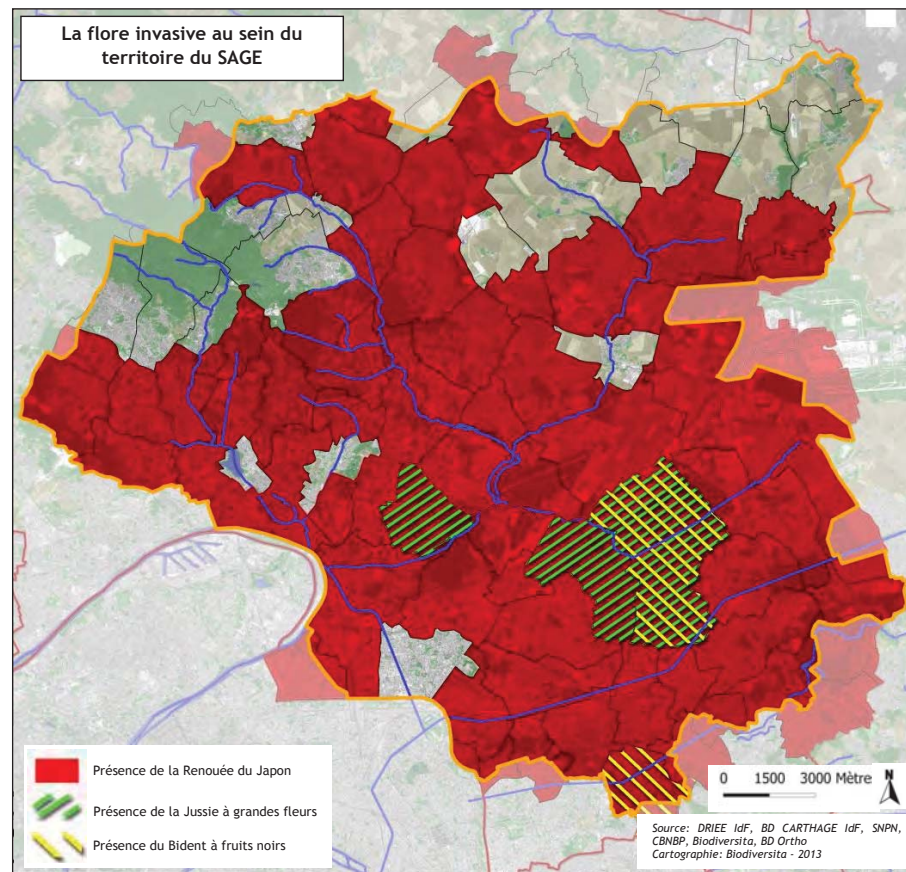 La flore invasive au sein du
territoire du SAGE
Présence de la Renouée du Japon
Présence de la Jussie à grandes fleurs
Présence du Bident à fruits noirs
0 1500 3000 Mètre
N
Source: DRIEE IdF, BD CARTHAGE IdF, SNPN,
CBNBP, Biodiversita, BD Ortho
Cartographie: Biodiversita - 2013